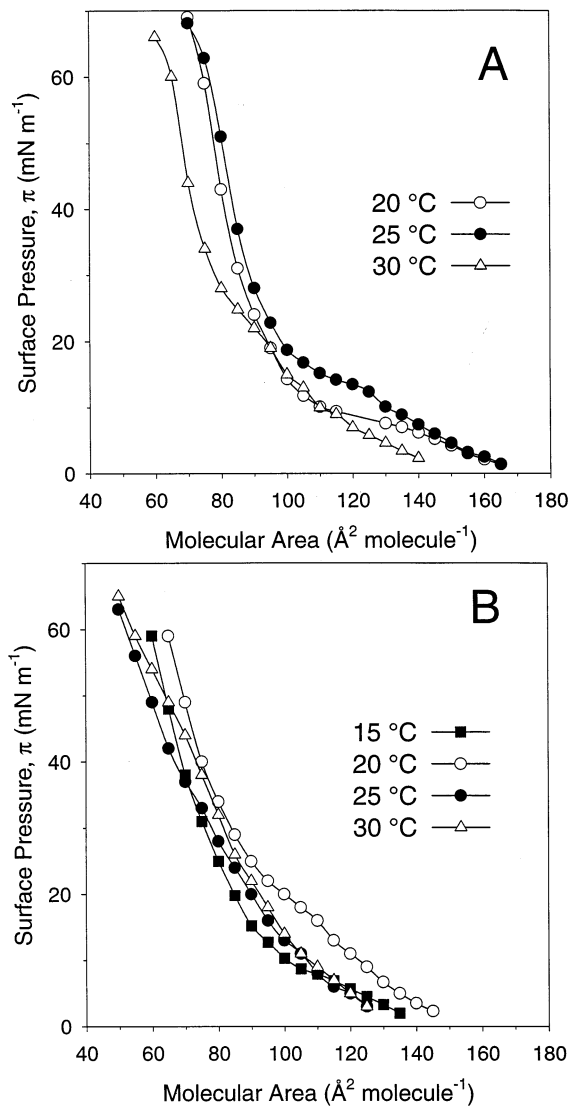 A
60
40
20
0
Surface Pressure, π (mN m⁻¹)
20 °C
25 °C
30 °C
40 60 80 100 120 140 160 180
Molecular Area (Å² molecule⁻¹)
B
60
40
20
0
Surface Pressure, π (mN m⁻¹)
15 °C
20 °C
25 °C
30 °C
40 60 80 100 120 140 160 180
Molecular Area (Å² molecule⁻¹)